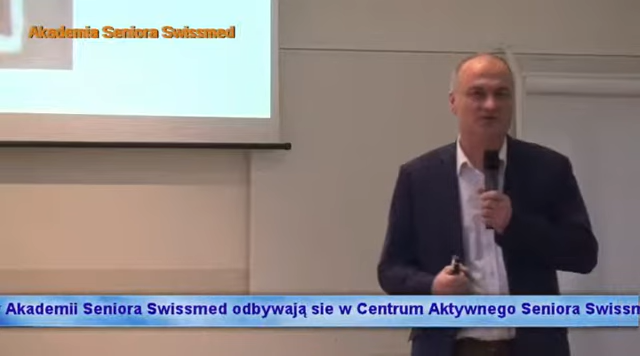 Akademia Seniora Swissmed
Akademii Seniora Swissmed odbywają sie w Centrum Aktywnego Seniora